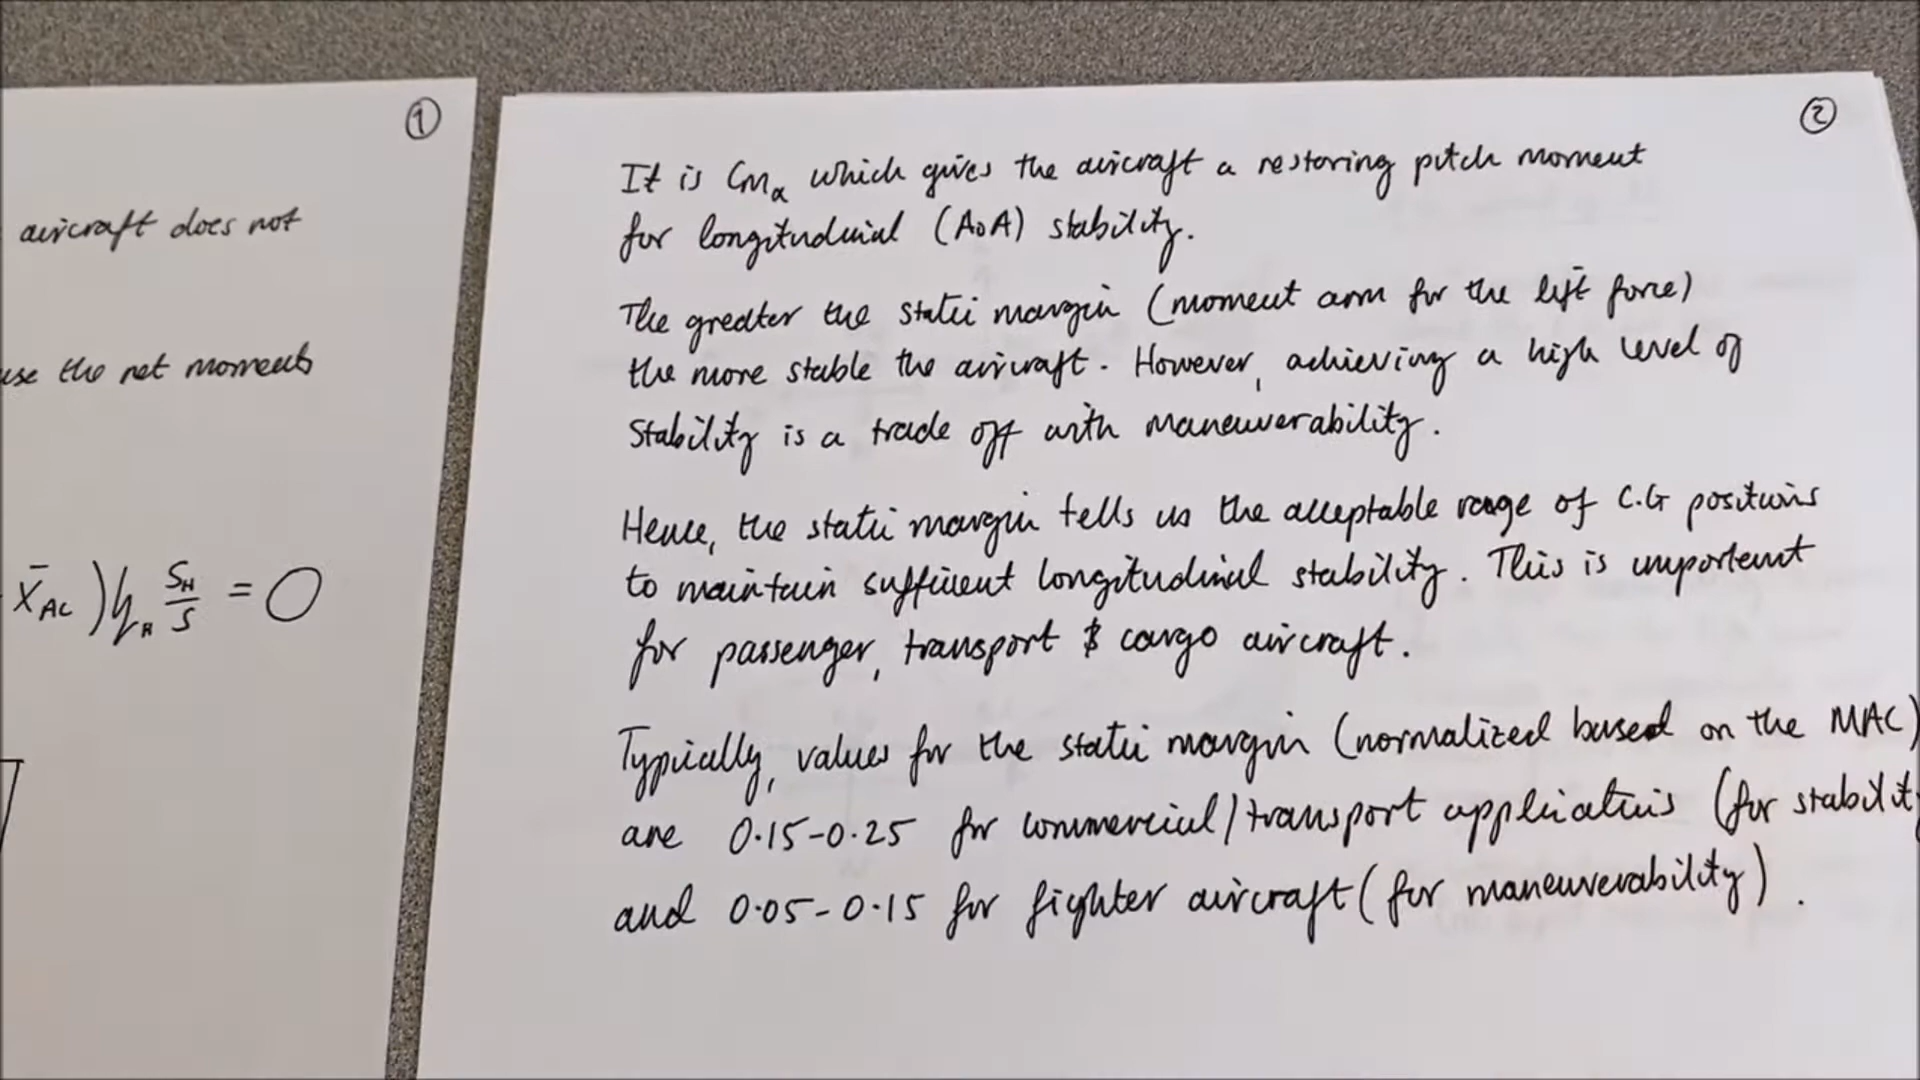 ①
aircraft does not
use the net moments
x̄AC ) ηH SH/S = 0
②
It is CMα which gives the aircraft a restoring pitch moment
for longitudinal (AoA) stability.
The greater the static margin (moment arm for the lift force)
the more stable the aircraft. However, achieving a high level of
stability is a trade off with maneuverability.
Hence, the static margin tells us the acceptable range of C.G positions
to maintain sufficient longitudinal stability. This is important
for passenger, transport & cargo aircraft.
Typically, values for the static margin (normalized based on the MAC)
are 0.15-0.25 for commercial/transport applications (for stability
and 0.05-0.15 for fighter aircraft (for maneuverability).